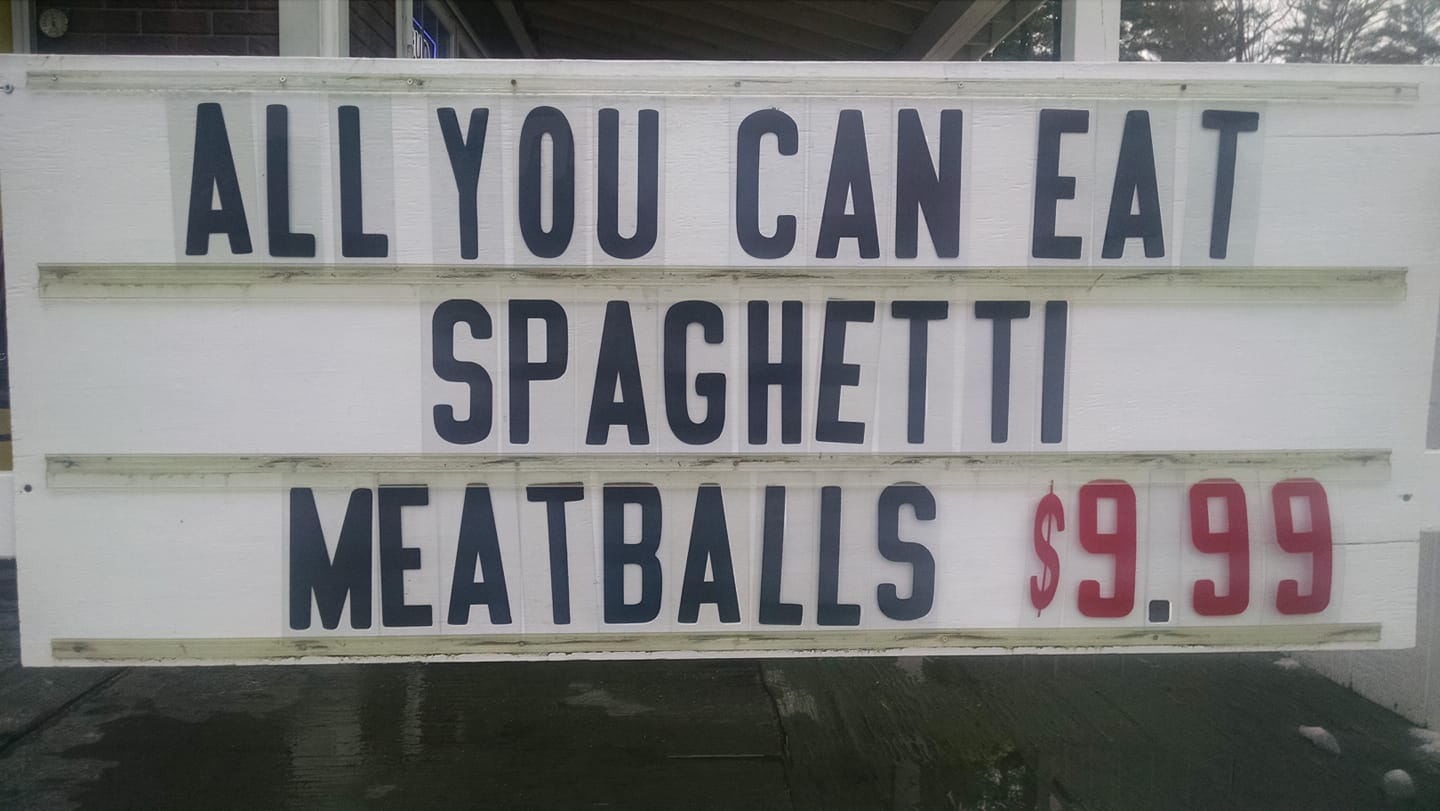 ALL YOU CAN EAT
SPAGHETTI
MEATBALLS $9.99